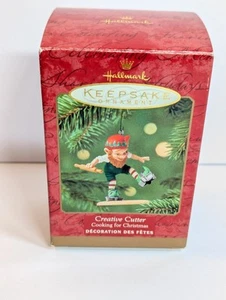 Hallmark
KEEPSAKE
ORNAMENT
Creative Cutter
Cooking for Christmas
DÉCORATION DES FÊTES